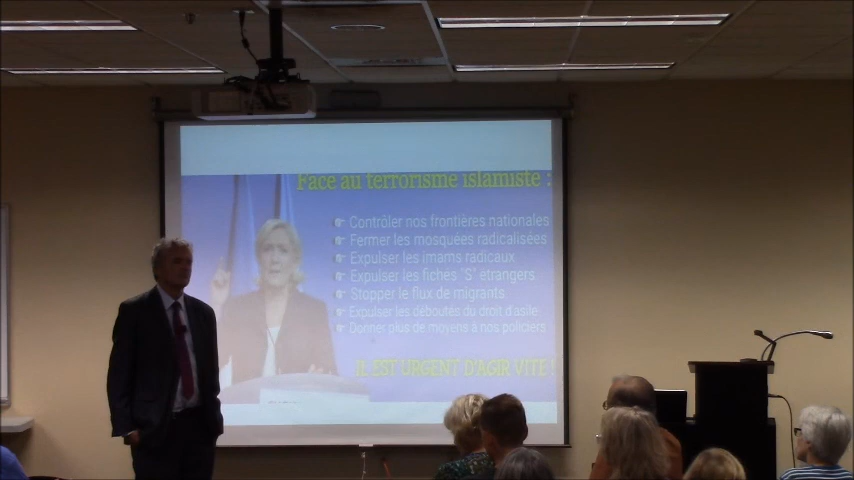 Face au terrorisme islamiste :
☛ Contrôler nos frontières nationales
☛ Fermer les mosquées radicalisées
☛ Expulser les imams radicaux
☛ Expulser les fiches "S" étrangers
☛ Stopper le flux de migrants
☛ Expulser les déboutés du droit d'asile
☛ Donner plus de moyens à nos policiers
IL EST URGENT D'AGIR VITE !